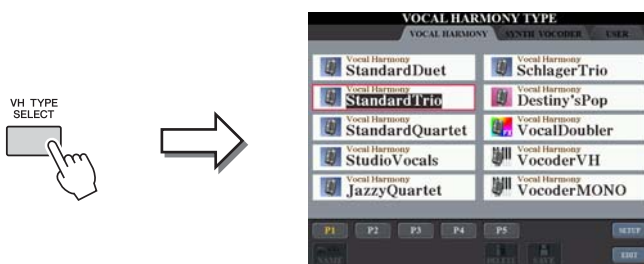 VH TYPE
SELECT
VOCAL HARMONY TYPE
VOCAL HARMONY SYNTH VOCODER USER
Vocal Harmony
StandardDuet
Vocal Harmony
SchlagerTrio
Vocal Harmony
StandardTrio
Vocal Harmony
Destiny'sPop
Vocal Harmony
StandardQuartet
Vocal Harmony
VocalDoubler
Vocal Harmony
StudioVocals
Vocal Harmony
VocoderVH
Vocal Harmony
JazzyQuartet
Vocal Harmony
VocoderMONO
P1 P2 P3 P4 P5 SETUP
NAME DELETE SAVE EDIT